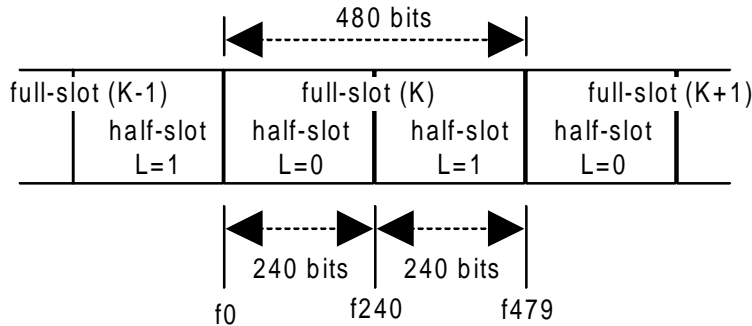 480 bits
full-slot (K-1) full-slot (K) full-slot (K+1)
half-slot half-slot half-slot half-slot
L=1 L=0 L=1 L=0
240 bits 240 bits
f0 f240 f479